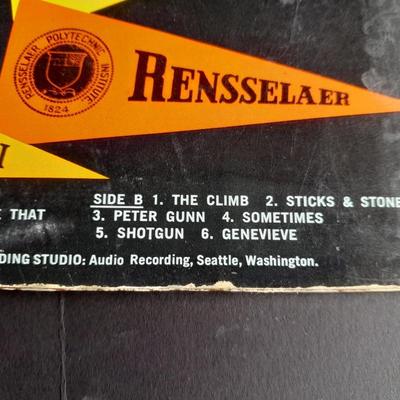 RENSSELAER POLYTECHNIC INSTITUTE
1824
RENSSELAER
SIDE B 1. THE CLIMB 2. STICKS & STONE
THAT 3. PETER GUNN 4. SOMETIMES
5. SHOTGUN 6. GENEVIEVE
DING STUDIO: Audio Recording, Seattle, Washington.